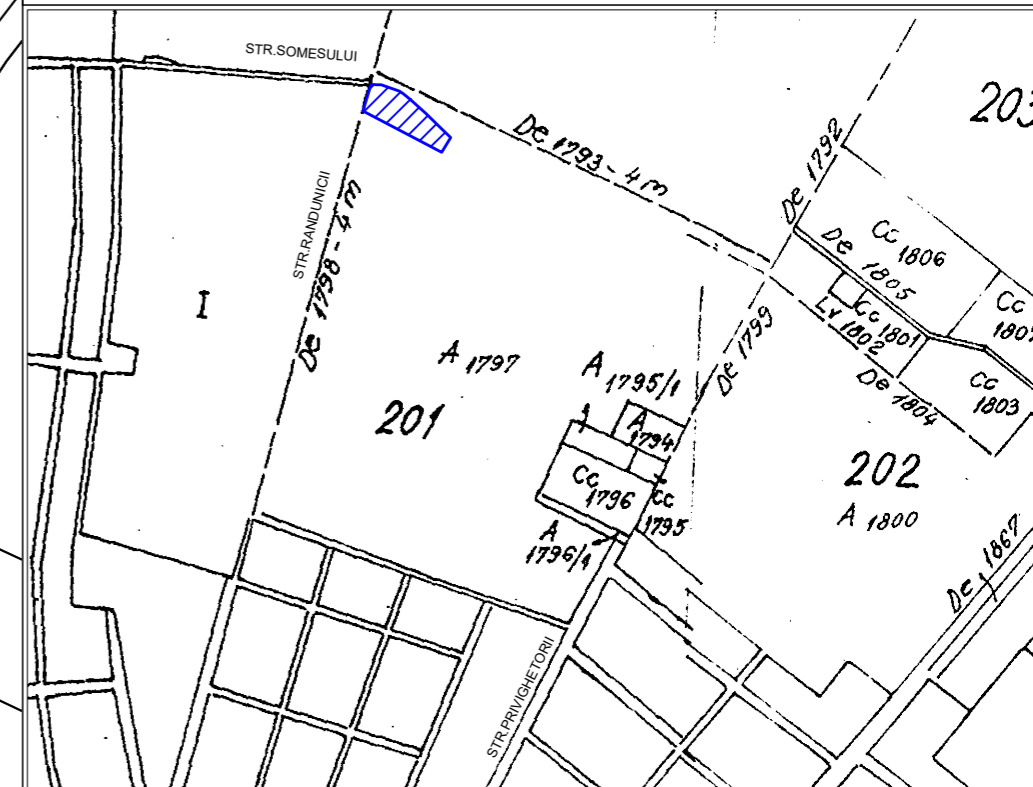 STR.SOMESULUI
203
De 1793 - 4 m
De 1792
STR.RANDUNICII
De 1798 - 4 m
Cc
1806
De
1805
I
Cc
Cc 1801
Lv 1802
De 1799
A 1797
A
1795/1
De 1804
Cc
1803
201
A
1794
202
Cc
1796
Cc
1795
A 1800
A
1796/1
De 1867
STR.PRIVIGHETORII